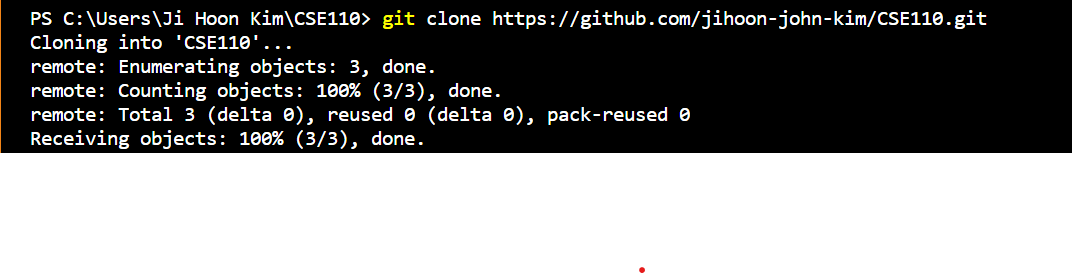 PS C:\Users\Ji Hoon Kim\CSE110> git clone https://github.com/jihoon-john-kim/CSE110.git
Cloning into 'CSE110'...
remote: Enumerating objects: 3, done.
remote: Counting objects: 100% (3/3), done.
remote: Total 3 (delta 0), reused 0 (delta 0), pack-reused 0
Receiving objects: 100% (3/3), done.